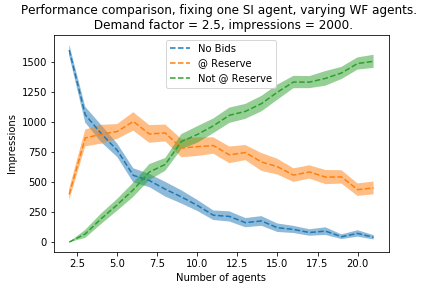 Performance comparison, fixing one SI agent, varying WF agents.
Demand factor = 2.5, impressions = 2000.
No Bids
@ Reserve
Not @ Reserve
Impressions
1500
1250
1000
750
500
250
0
2.5 5.0 7.5 10.0 12.5 15.0 17.5 20.0
Number of agents